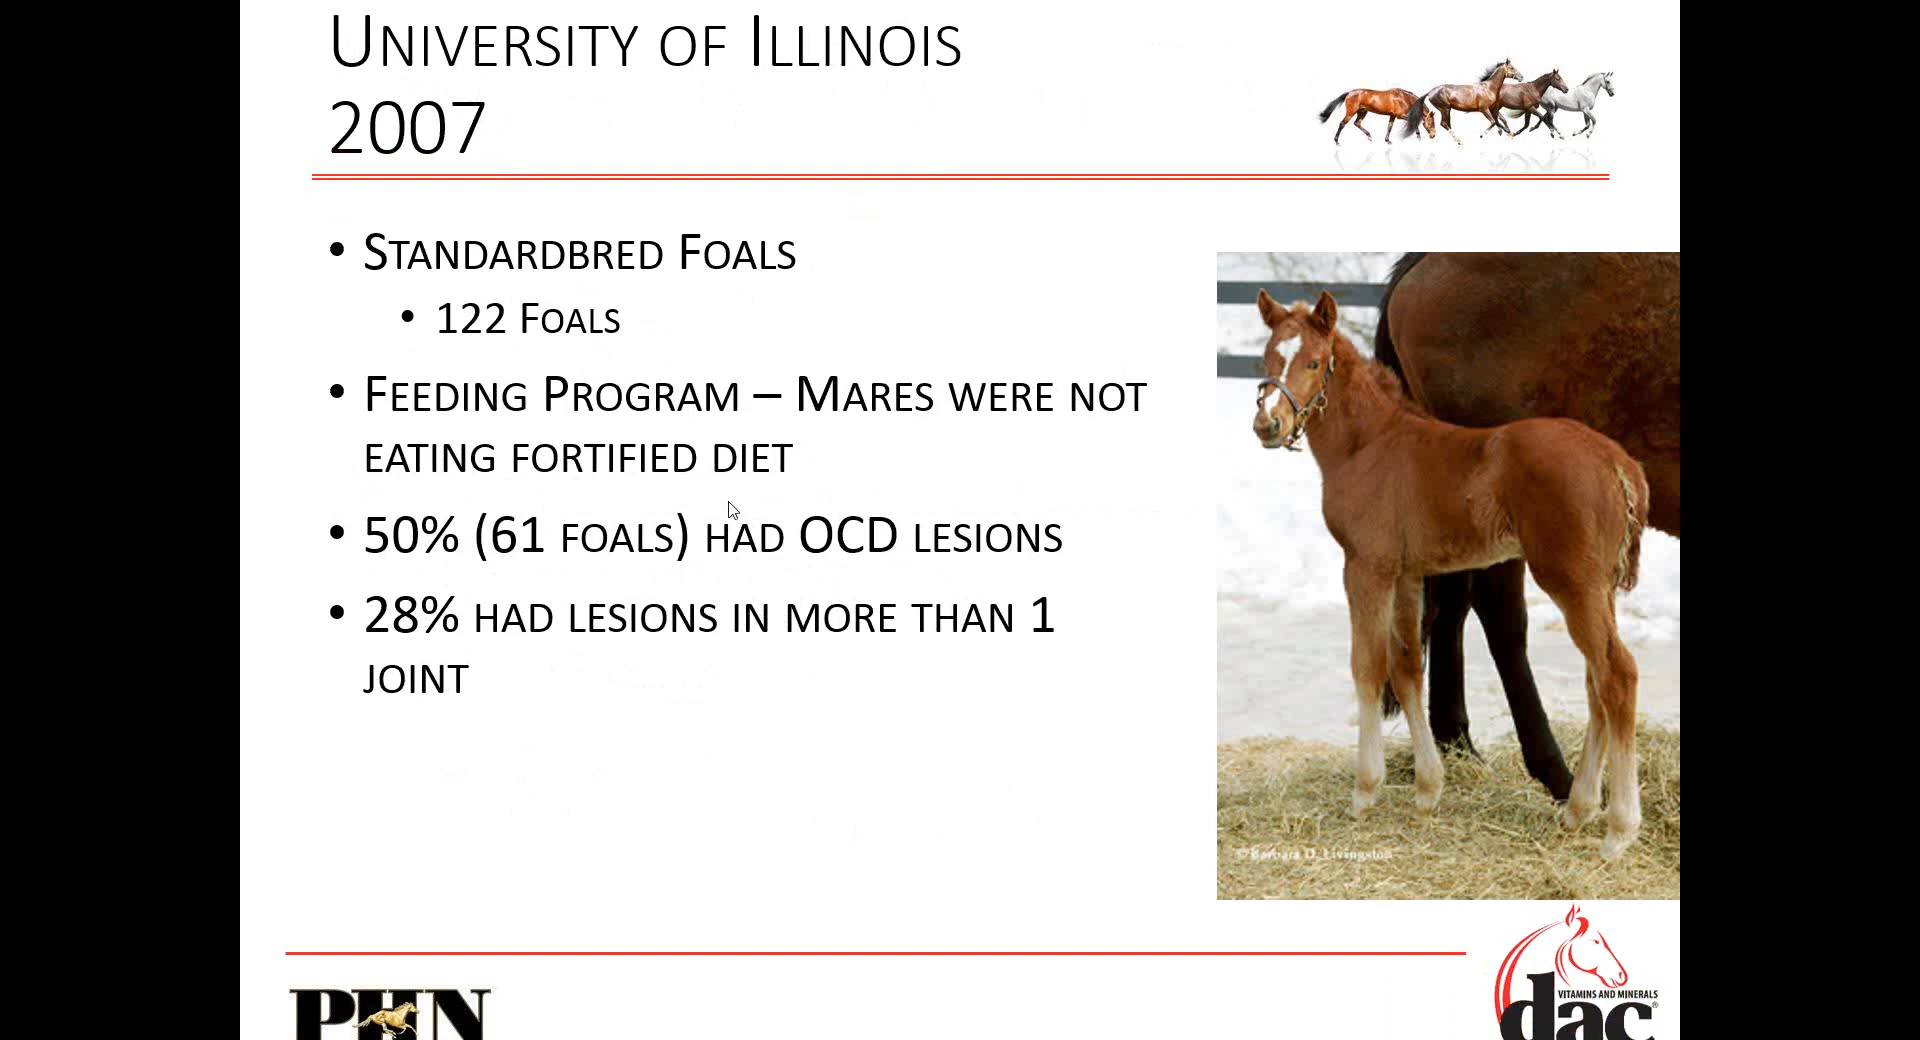 University of Illinois
2007
• Standardbred Foals
• 122 Foals
• Feeding Program – Mares were not
eating fortified diet
• 50% (61 foals) had OCD lesions
• 28% had lesions in more than 1
joint
© Barbara D. Livingston
PHN
VITAMINS AND MINERALS
dac®